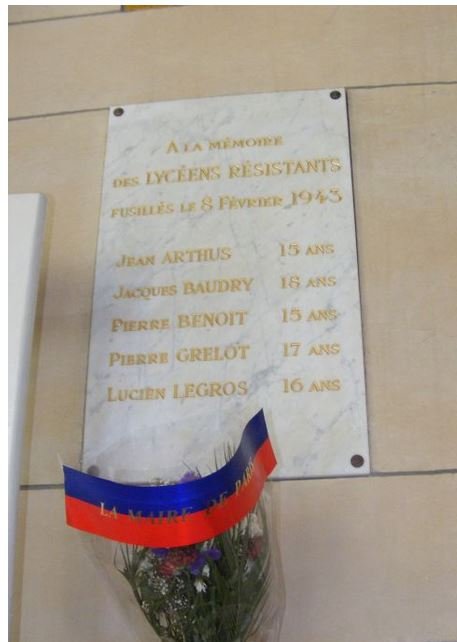 A LA MÉMOIRE
DES LYCÉENS RÉSISTANTS
FUSILLÉS LE 8 FÉVRIER 1943
JEAN ARTHUS 15 ANS
JACQUES BAUDRY 18 ANS
PIERRE BENOIT 15 ANS
PIERRE GRELOT 17 ANS
LUCIEN LEGROS 16 ANS
LA MAIRE DE PARIS